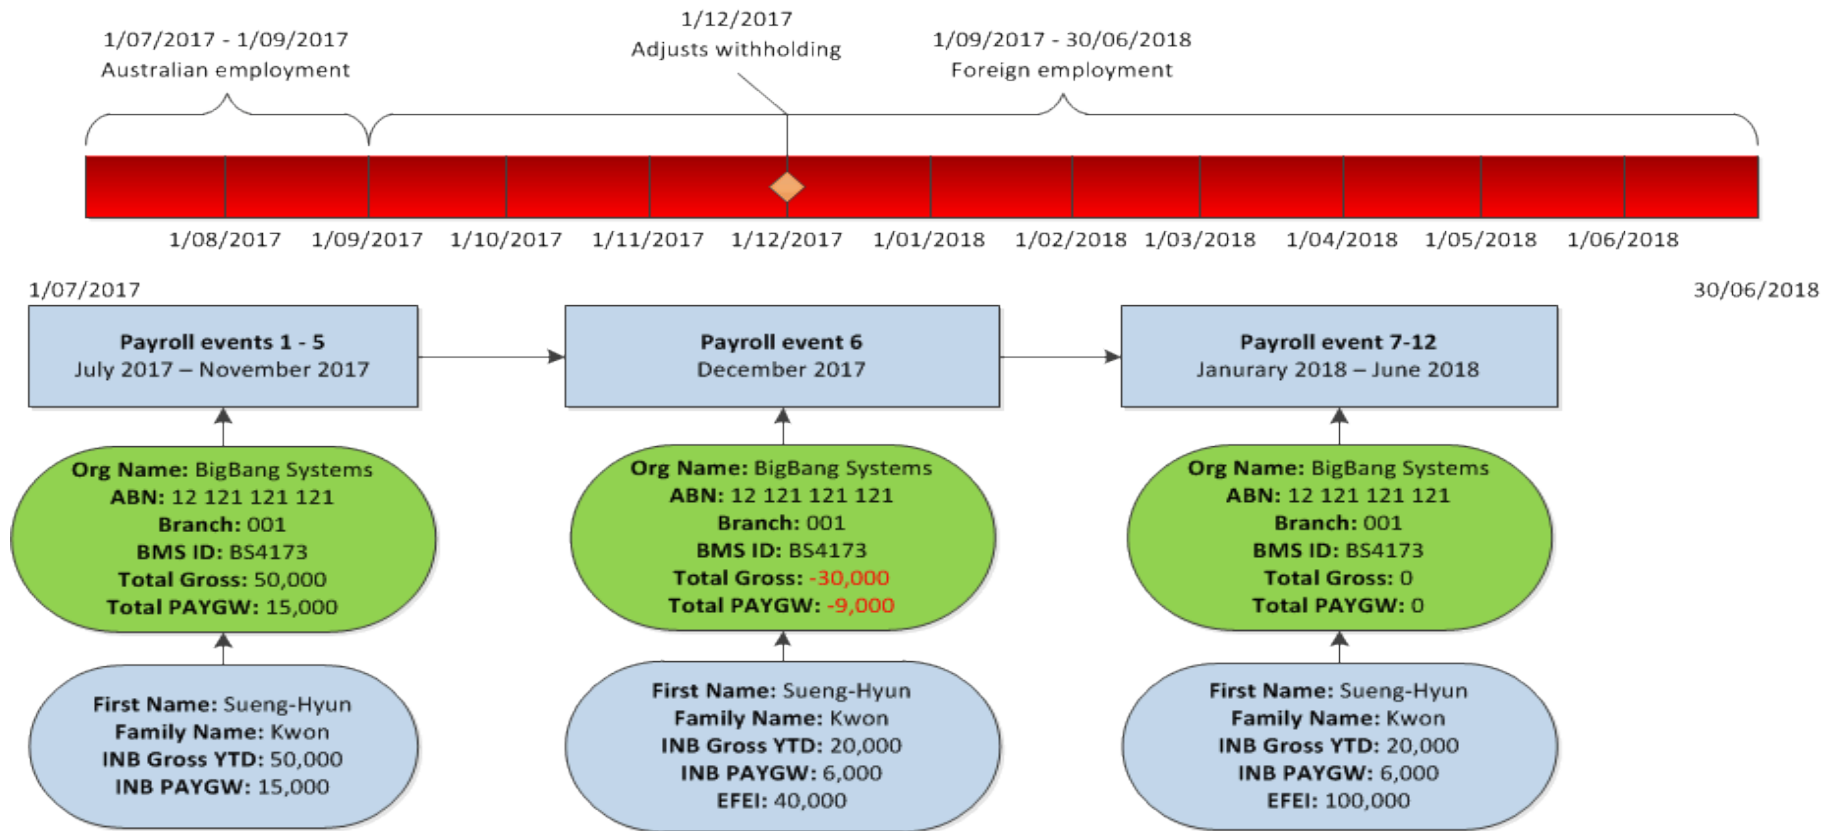 1/12/2017
Adjusts withholding
1/07/2017 - 1/09/2017
Australian employment
1/09/2017 - 30/06/2018
Foreign employment
1/08/2017 1/09/2017 1/10/2017 1/11/2017 1/12/2017 1/01/2018 1/02/2018 1/03/2018 1/04/2018 1/05/2018 1/06/2018
1/07/2017 30/06/2018
Payroll events 1 - 5
July 2017 – November 2017
Payroll event 6
December 2017
Payroll event 7-12
Janurary 2018 – June 2018
Org Name: BigBang Systems
ABN: 12 121 121 121
Branch: 001
BMS ID: BS4173
Total Gross: 50,000
Total PAYGW: 15,000
Org Name: BigBang Systems
ABN: 12 121 121 121
Branch: 001
BMS ID: BS4173
Total Gross: -30,000
Total PAYGW: -9,000
Org Name: BigBang Systems
ABN: 12 121 121 121
Branch: 001
BMS ID: BS4173
Total Gross: 0
Total PAYGW: 0
First Name: Sueng-Hyun
Family Name: Kwon
INB Gross YTD: 50,000
INB PAYGW: 15,000
First Name: Sueng-Hyun
Family Name: Kwon
INB Gross YTD: 20,000
INB PAYGW: 6,000
EFEI: 40,000
First Name: Sueng-Hyun
Family Name: Kwon
INB Gross YTD: 20,000
INB PAYGW: 6,000
EFEI: 100,000